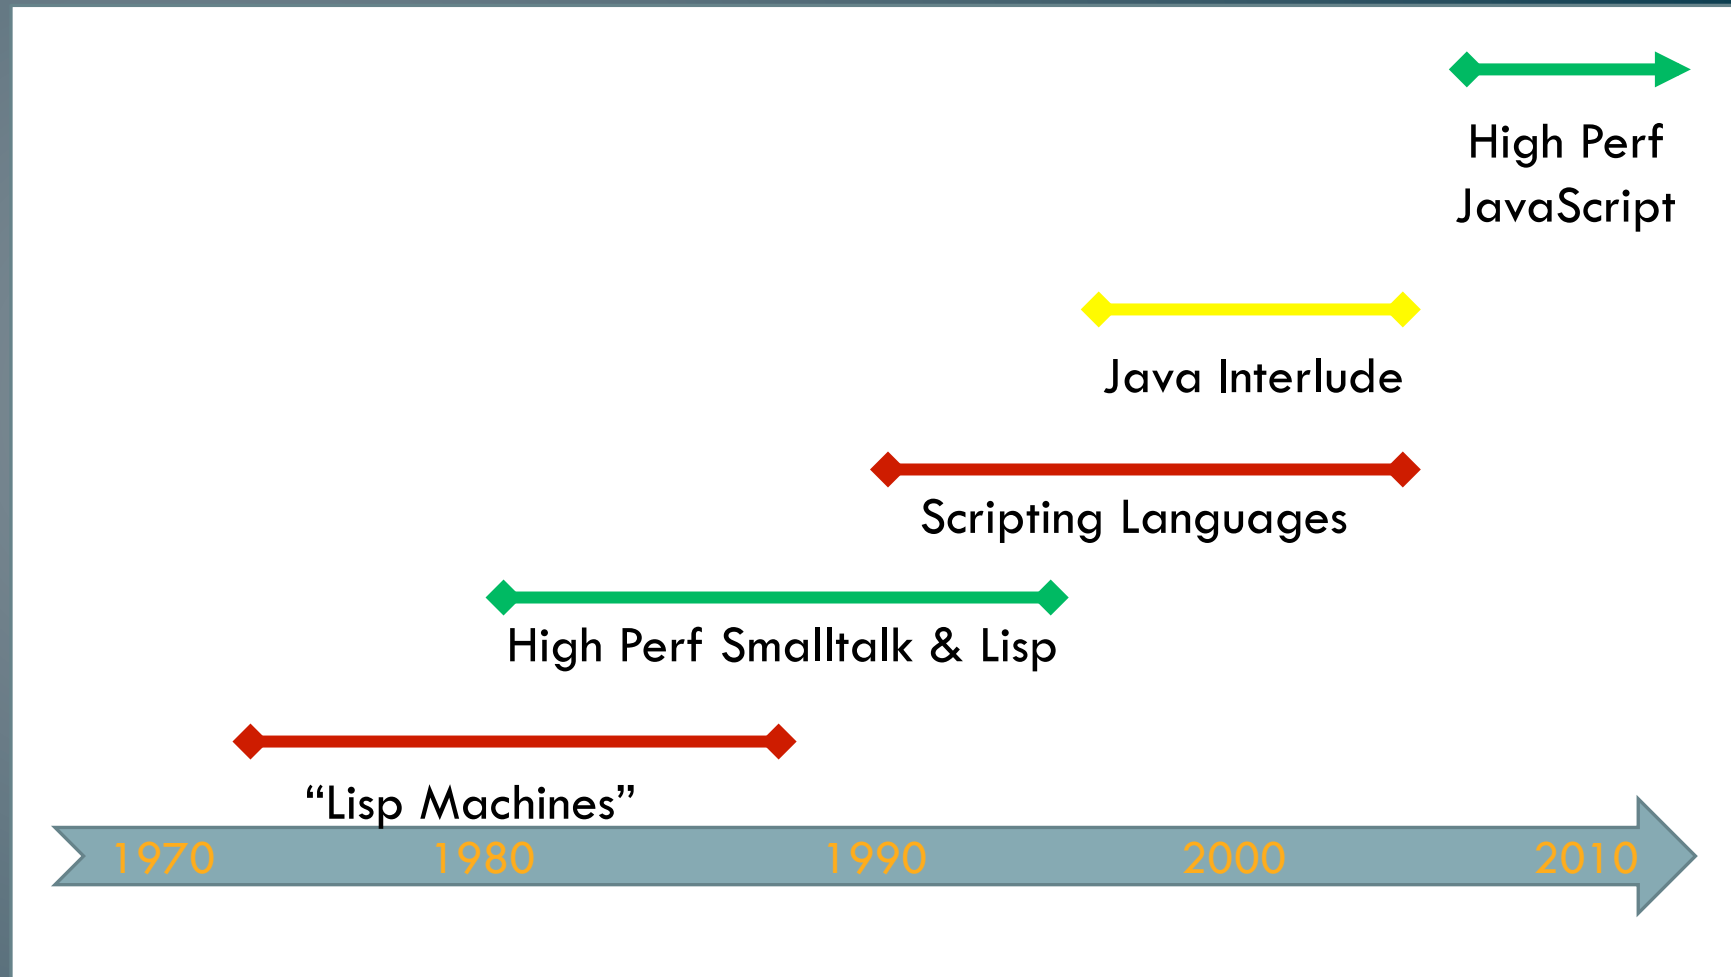 High Perf
JavaScript
Java Interlude
Scripting Languages
High Perf Smalltalk & Lisp
“Lisp Machines”
1970 1980 1990 2000 2010